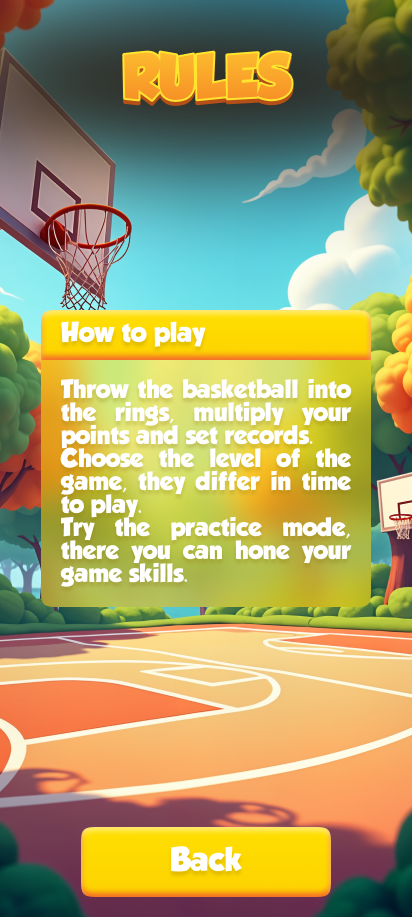 RULES
How to play
Throw the basketball into
the rings, multiply your
points and set records.
Choose the level of the
game, they differ in time
to play.
Try the practice mode,
there you can hone your
game skills.
Back